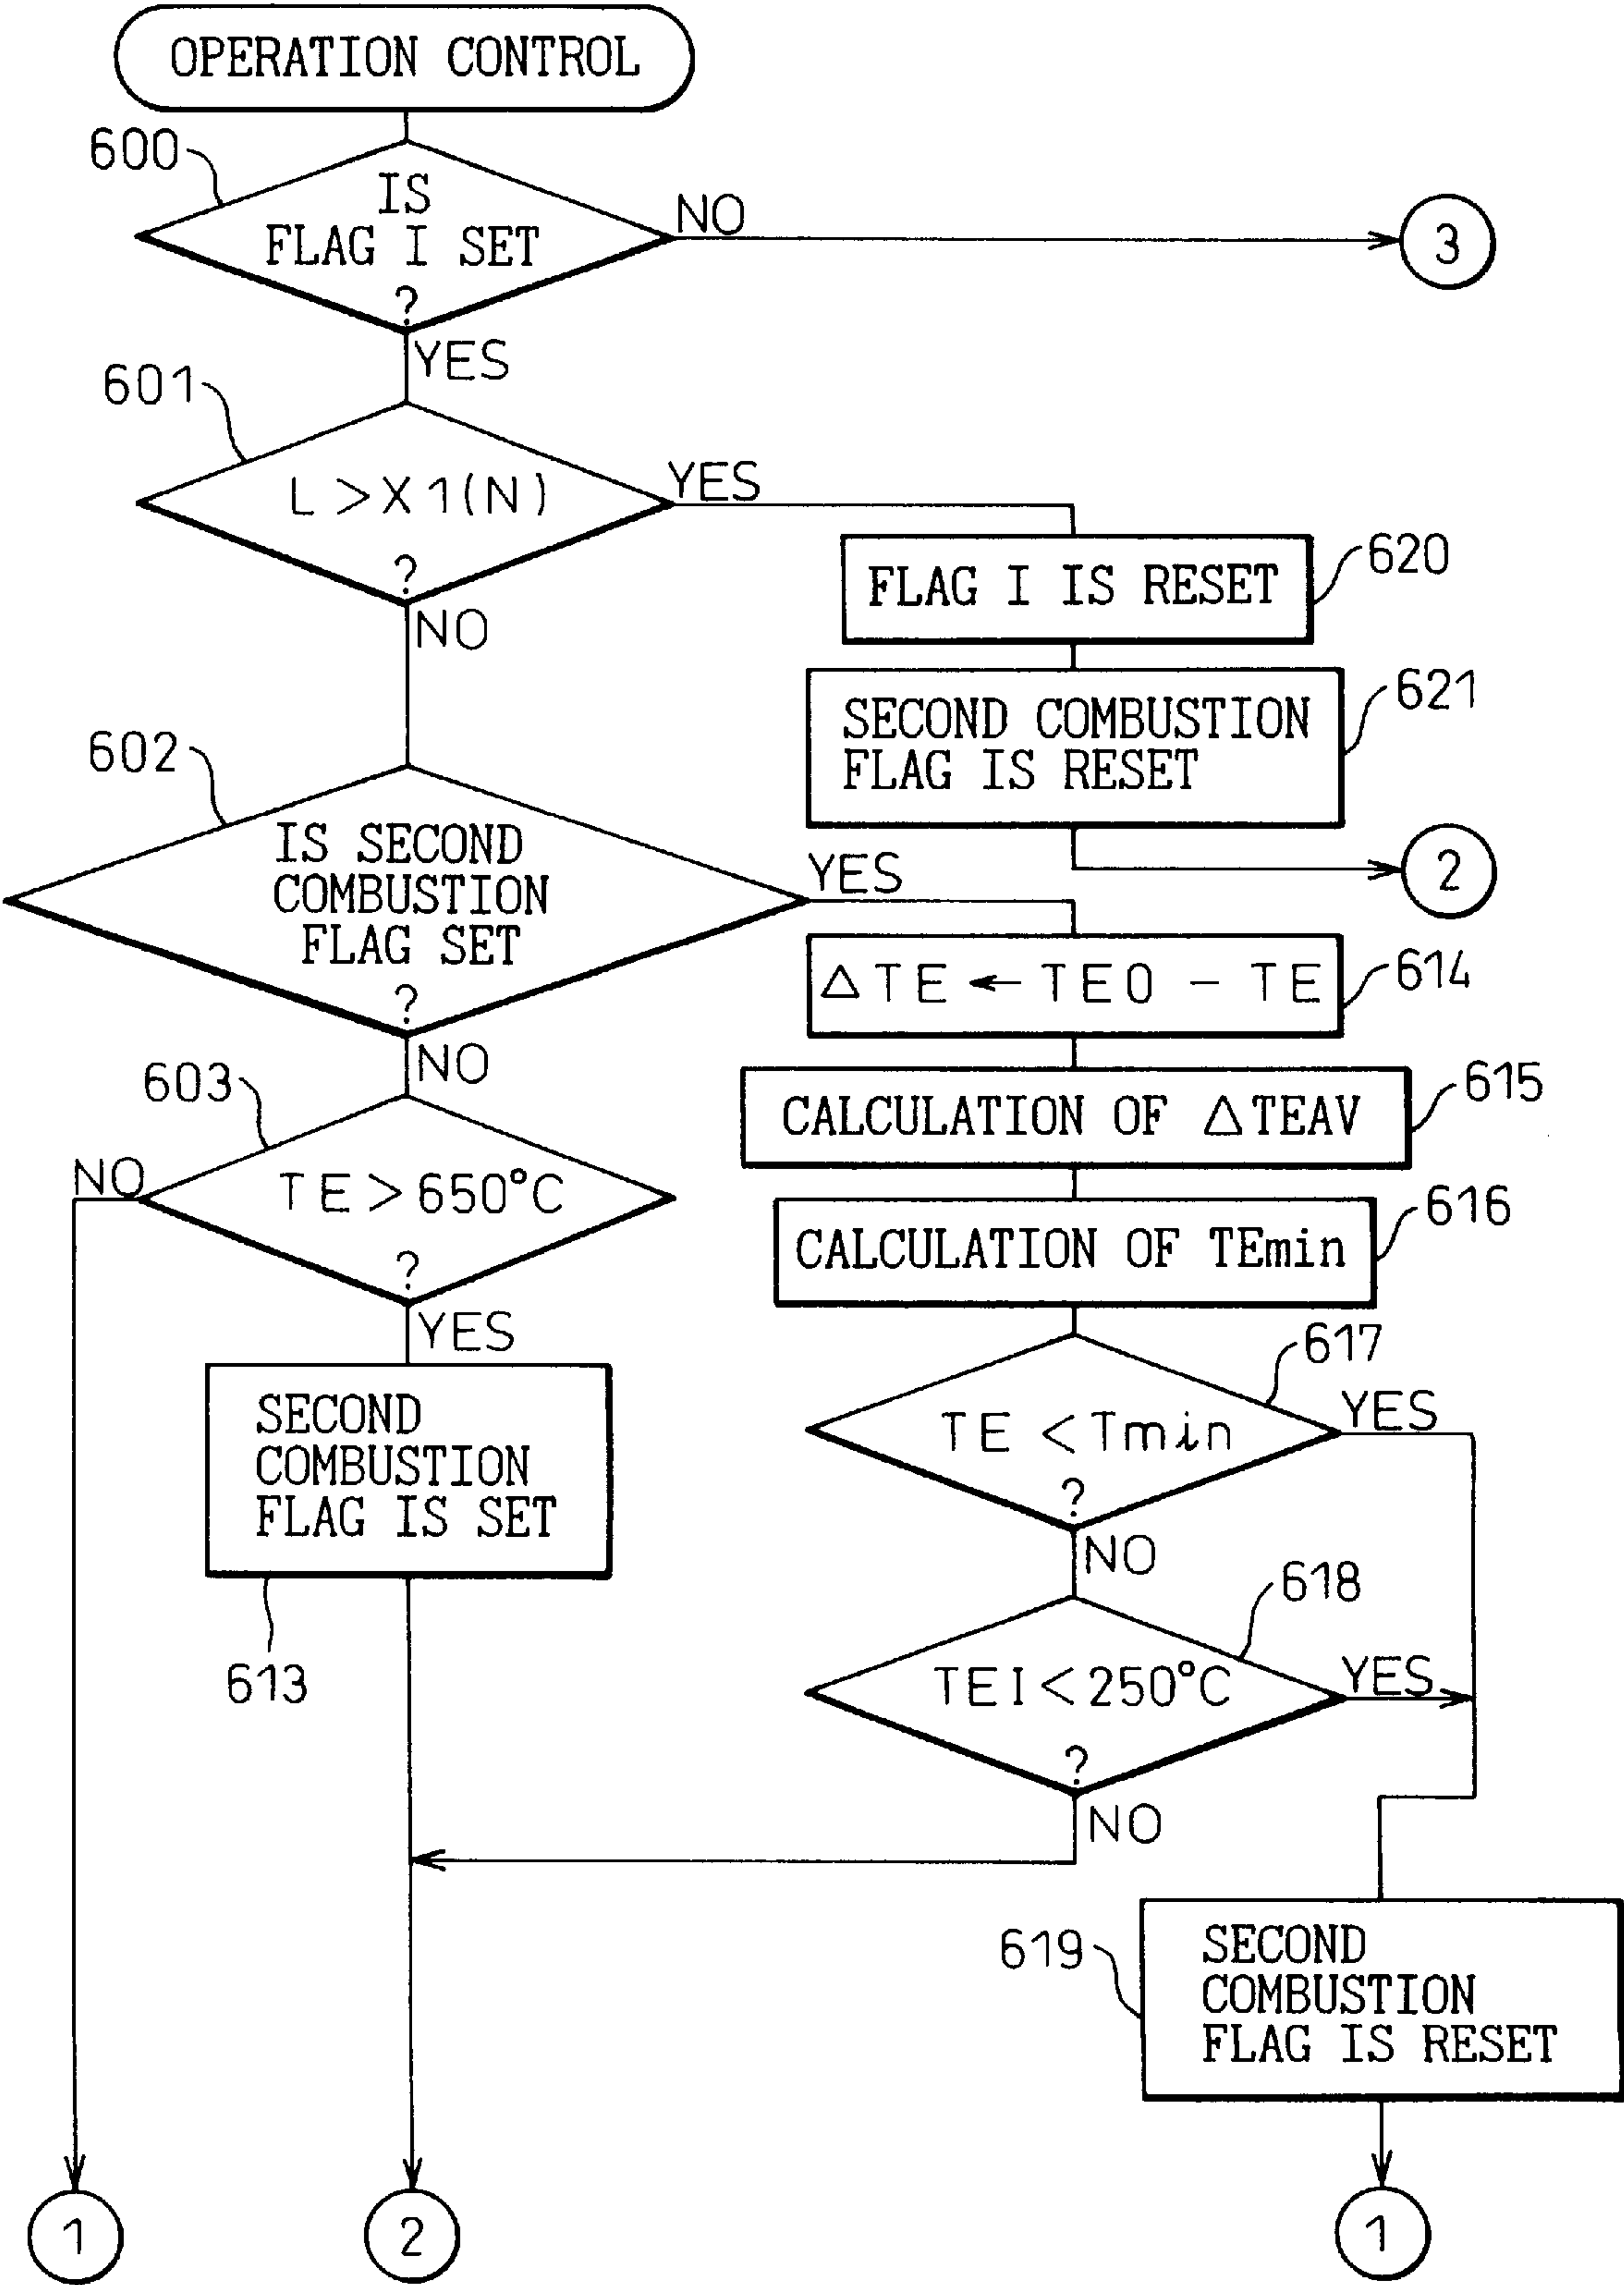 OPERATION CONTROL
600
IS
FLAG I SET
?
NO
3
YES
601
L > X1(N)
?
YES
NO
FLAG I IS RESET
620
SECOND COMBUSTION
FLAG IS RESET
621
2
602
IS SECOND
COMBUSTION
FLAG SET
?
YES
NO
△TE ← TE0 - TE
614
CALCULATION OF △TEAV
615
CALCULATION OF TEmin
616
603
TE > 650°C
?
NO
YES
SECOND
COMBUSTION
FLAG IS SET
613
617
TE < Tmin
?
YES
NO
618
TEI < 250°C
?
YES
NO
619
SECOND
COMBUSTION
FLAG IS RESET
1
2
1